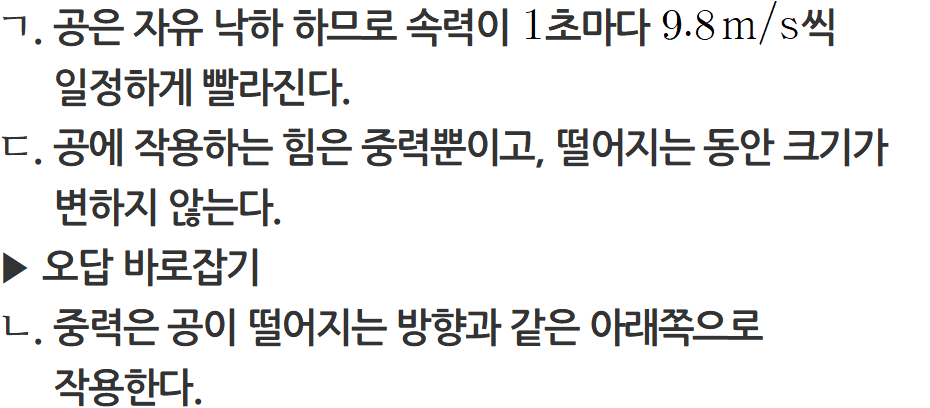 ㄱ. 공은 자유 낙하 하므로 속력이 1초마다 9.8m/s씩
일정하게 빨라진다.
ㄷ. 공에 작용하는 힘은 중력뿐이고, 떨어지는 동안 크기가
변하지 않는다.
▶ 오답 바로잡기
ㄴ. 중력은 공이 떨어지는 방향과 같은 아래쪽으로
작용한다.